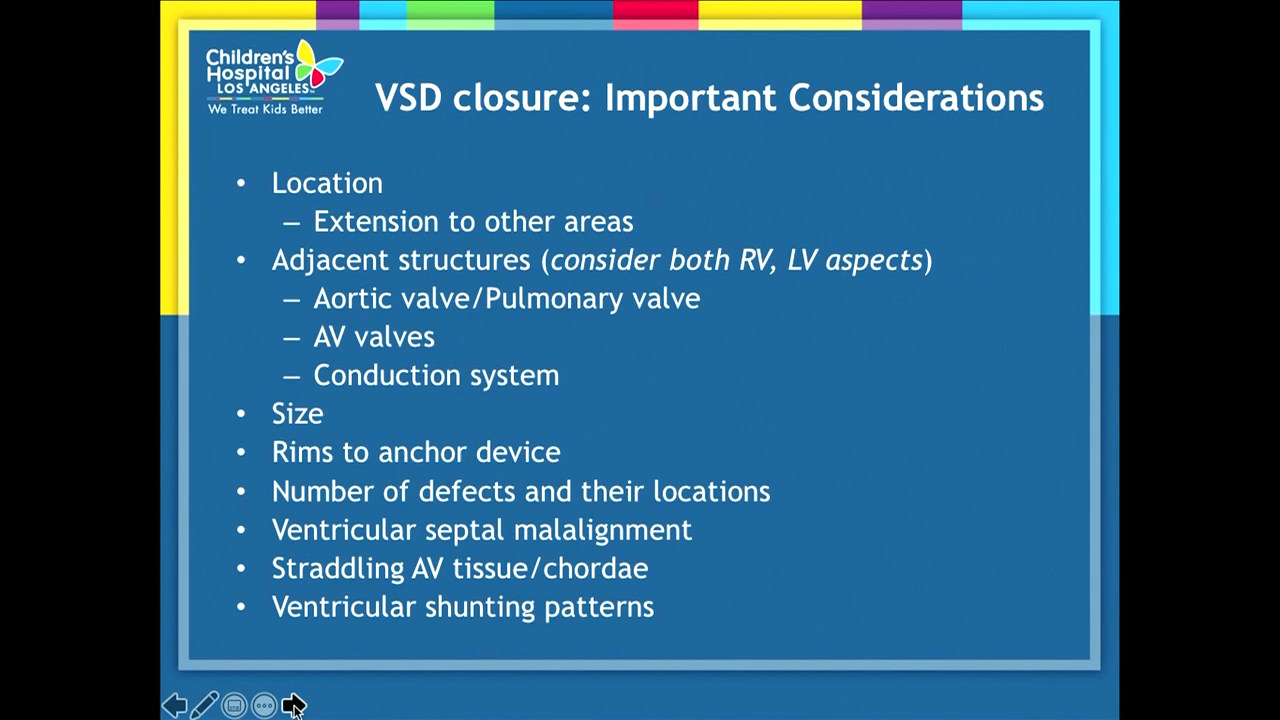 Children's
Hospital
LOS ANGELES™
We Treat Kids Better
VSD closure: Important Considerations
• Location
– Extension to other areas
• Adjacent structures (consider both RV, LV aspects)
– Aortic valve/Pulmonary valve
– AV valves
– Conduction system
• Size
• Rims to anchor device
• Number of defects and their locations
• Ventricular septal malalignment
• Straddling AV tissue/chordae
• Ventricular shunting patterns